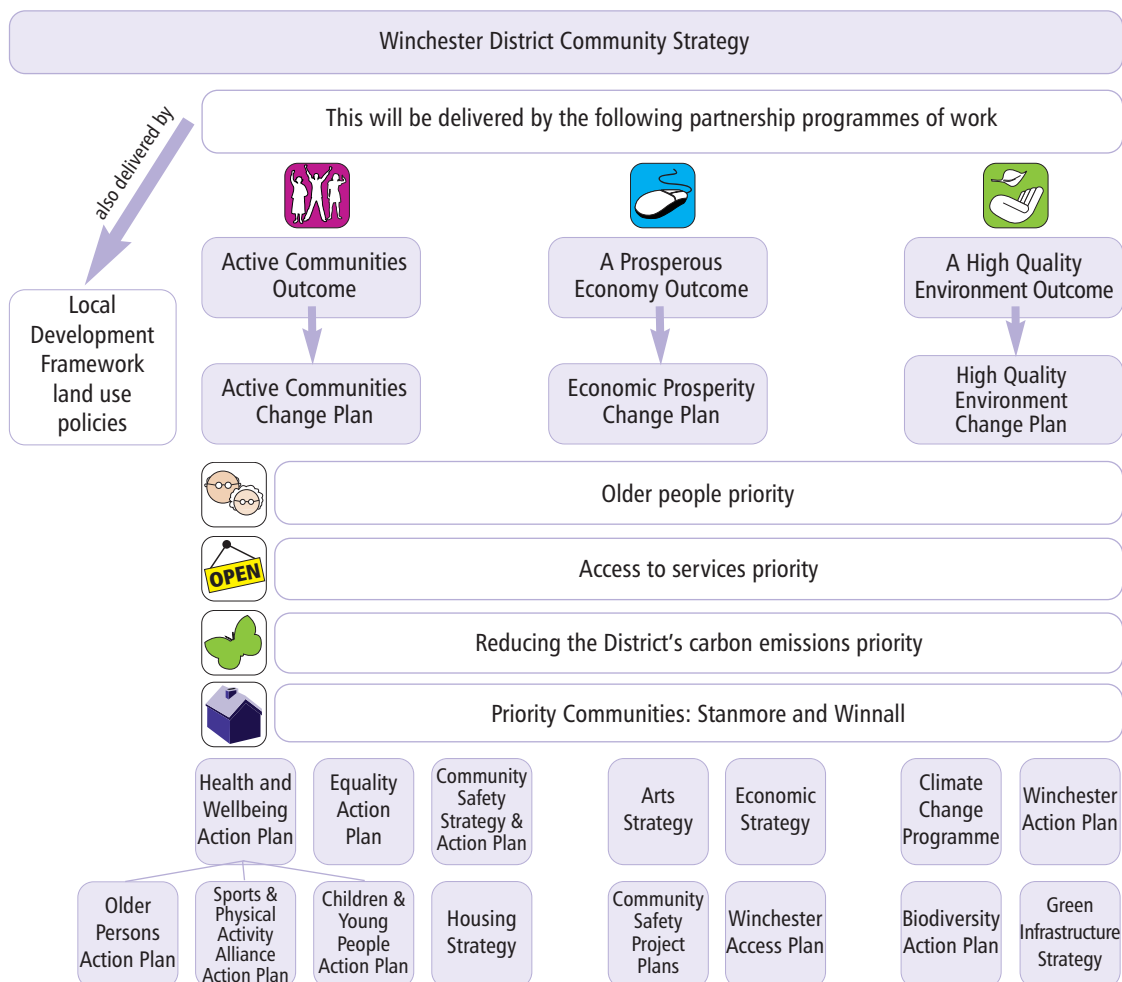 Winchester District Community Strategy
also delivered by
This will be delivered by the following partnership programmes of work
Active Communities
Outcome
A Prosperous
Economy Outcome
A High Quality
Environment Outcome
Local
Development
Framework
land use
policies
Active Communities
Change Plan
Economic Prosperity
Change Plan
High Quality
Environment
Change Plan
Older people priority
OPEN
Access to services priority
Reducing the District's carbon emissions priority
Priority Communities: Stanmore and Winnall
Health and
Wellbeing
Action Plan
Equality
Action
Plan
Community
Safety
Strategy &
Action Plan
Arts
Strategy
Economic
Strategy
Climate
Change
Programme
Winchester
Action Plan
Older
Persons
Action Plan
Sports &
Physical
Activity
Alliance
Action Plan
Children &
Young
People
Action Plan
Housing
Strategy
Community
Safety
Project
Plans
Winchester
Access Plan
Biodiversity
Action Plan
Green
Infrastructure
Strategy